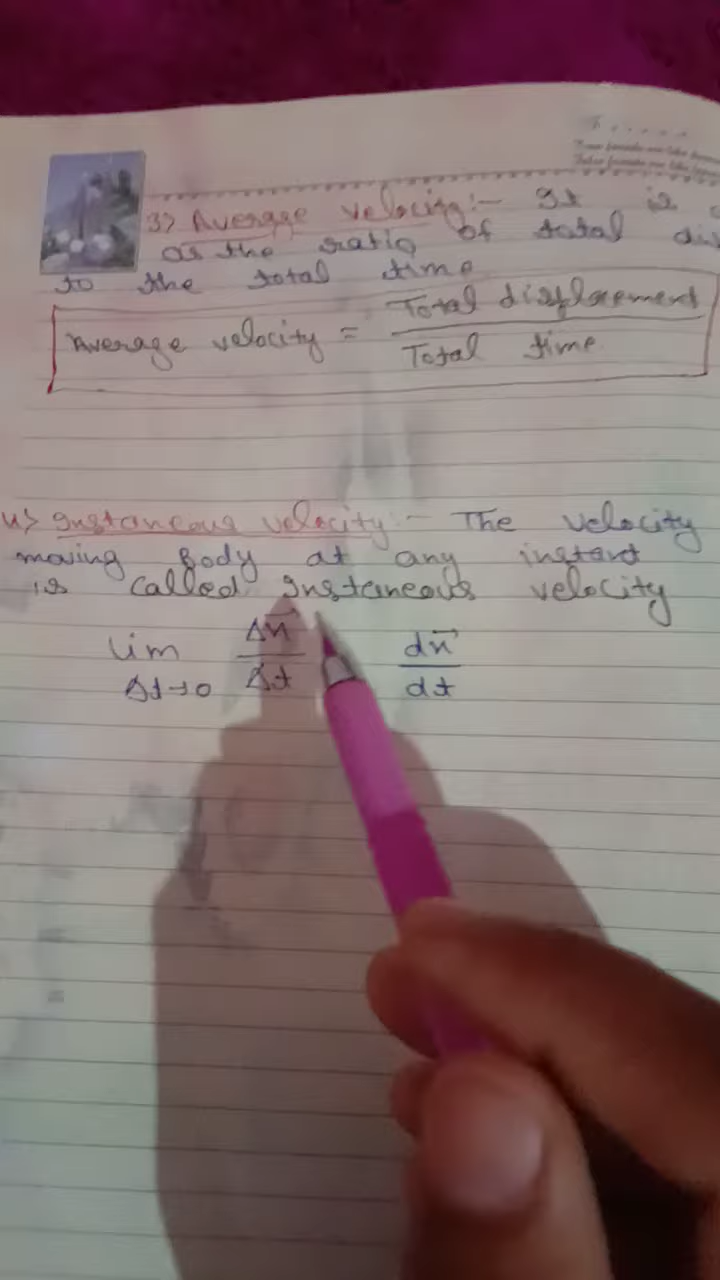 3) Average velocity:- It is
as the ratio of total
to the total time
Average velocity = Total displacement
Total time
4) Instaneous velocity:- The velocity
moving Body at any instant
is called Instaneous velocity
lim Δx⃗ dx⃗
Δt→0 Δt dt